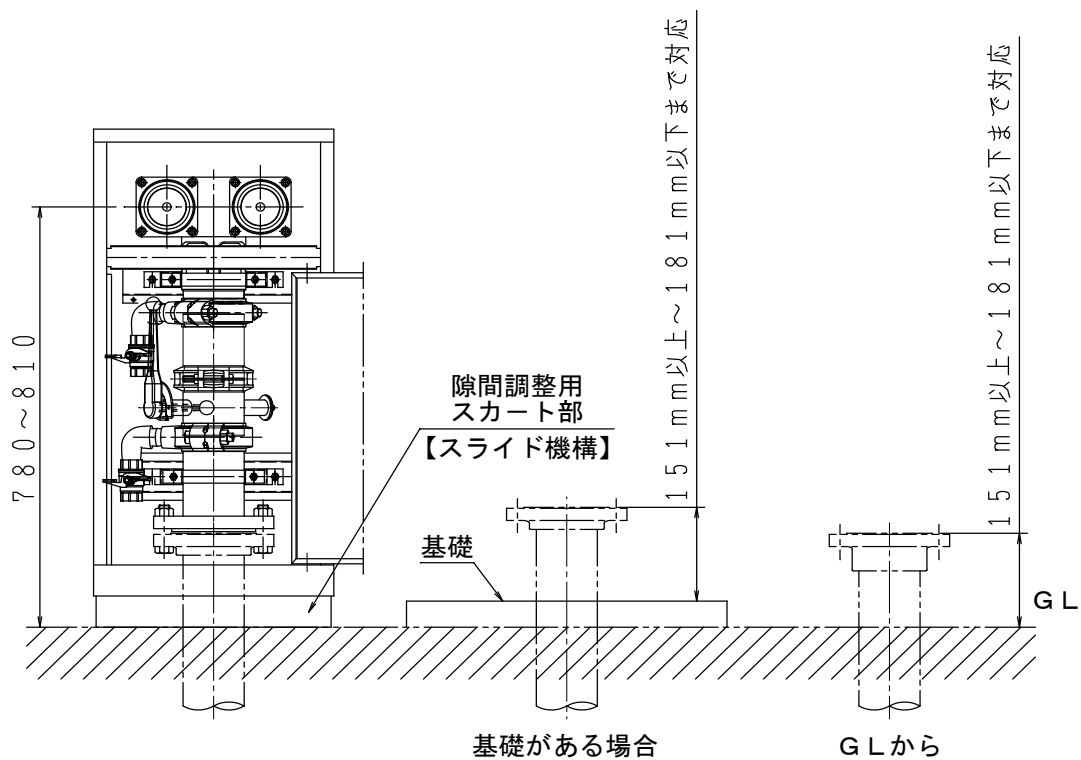 780～810
隙間調整用
スカート部
【スライド機構】
基礎
151mm以上～181mm以下まで対応
151mm以上～181mm以下まで対応
ＧＬ
基礎がある場合
ＧＬから